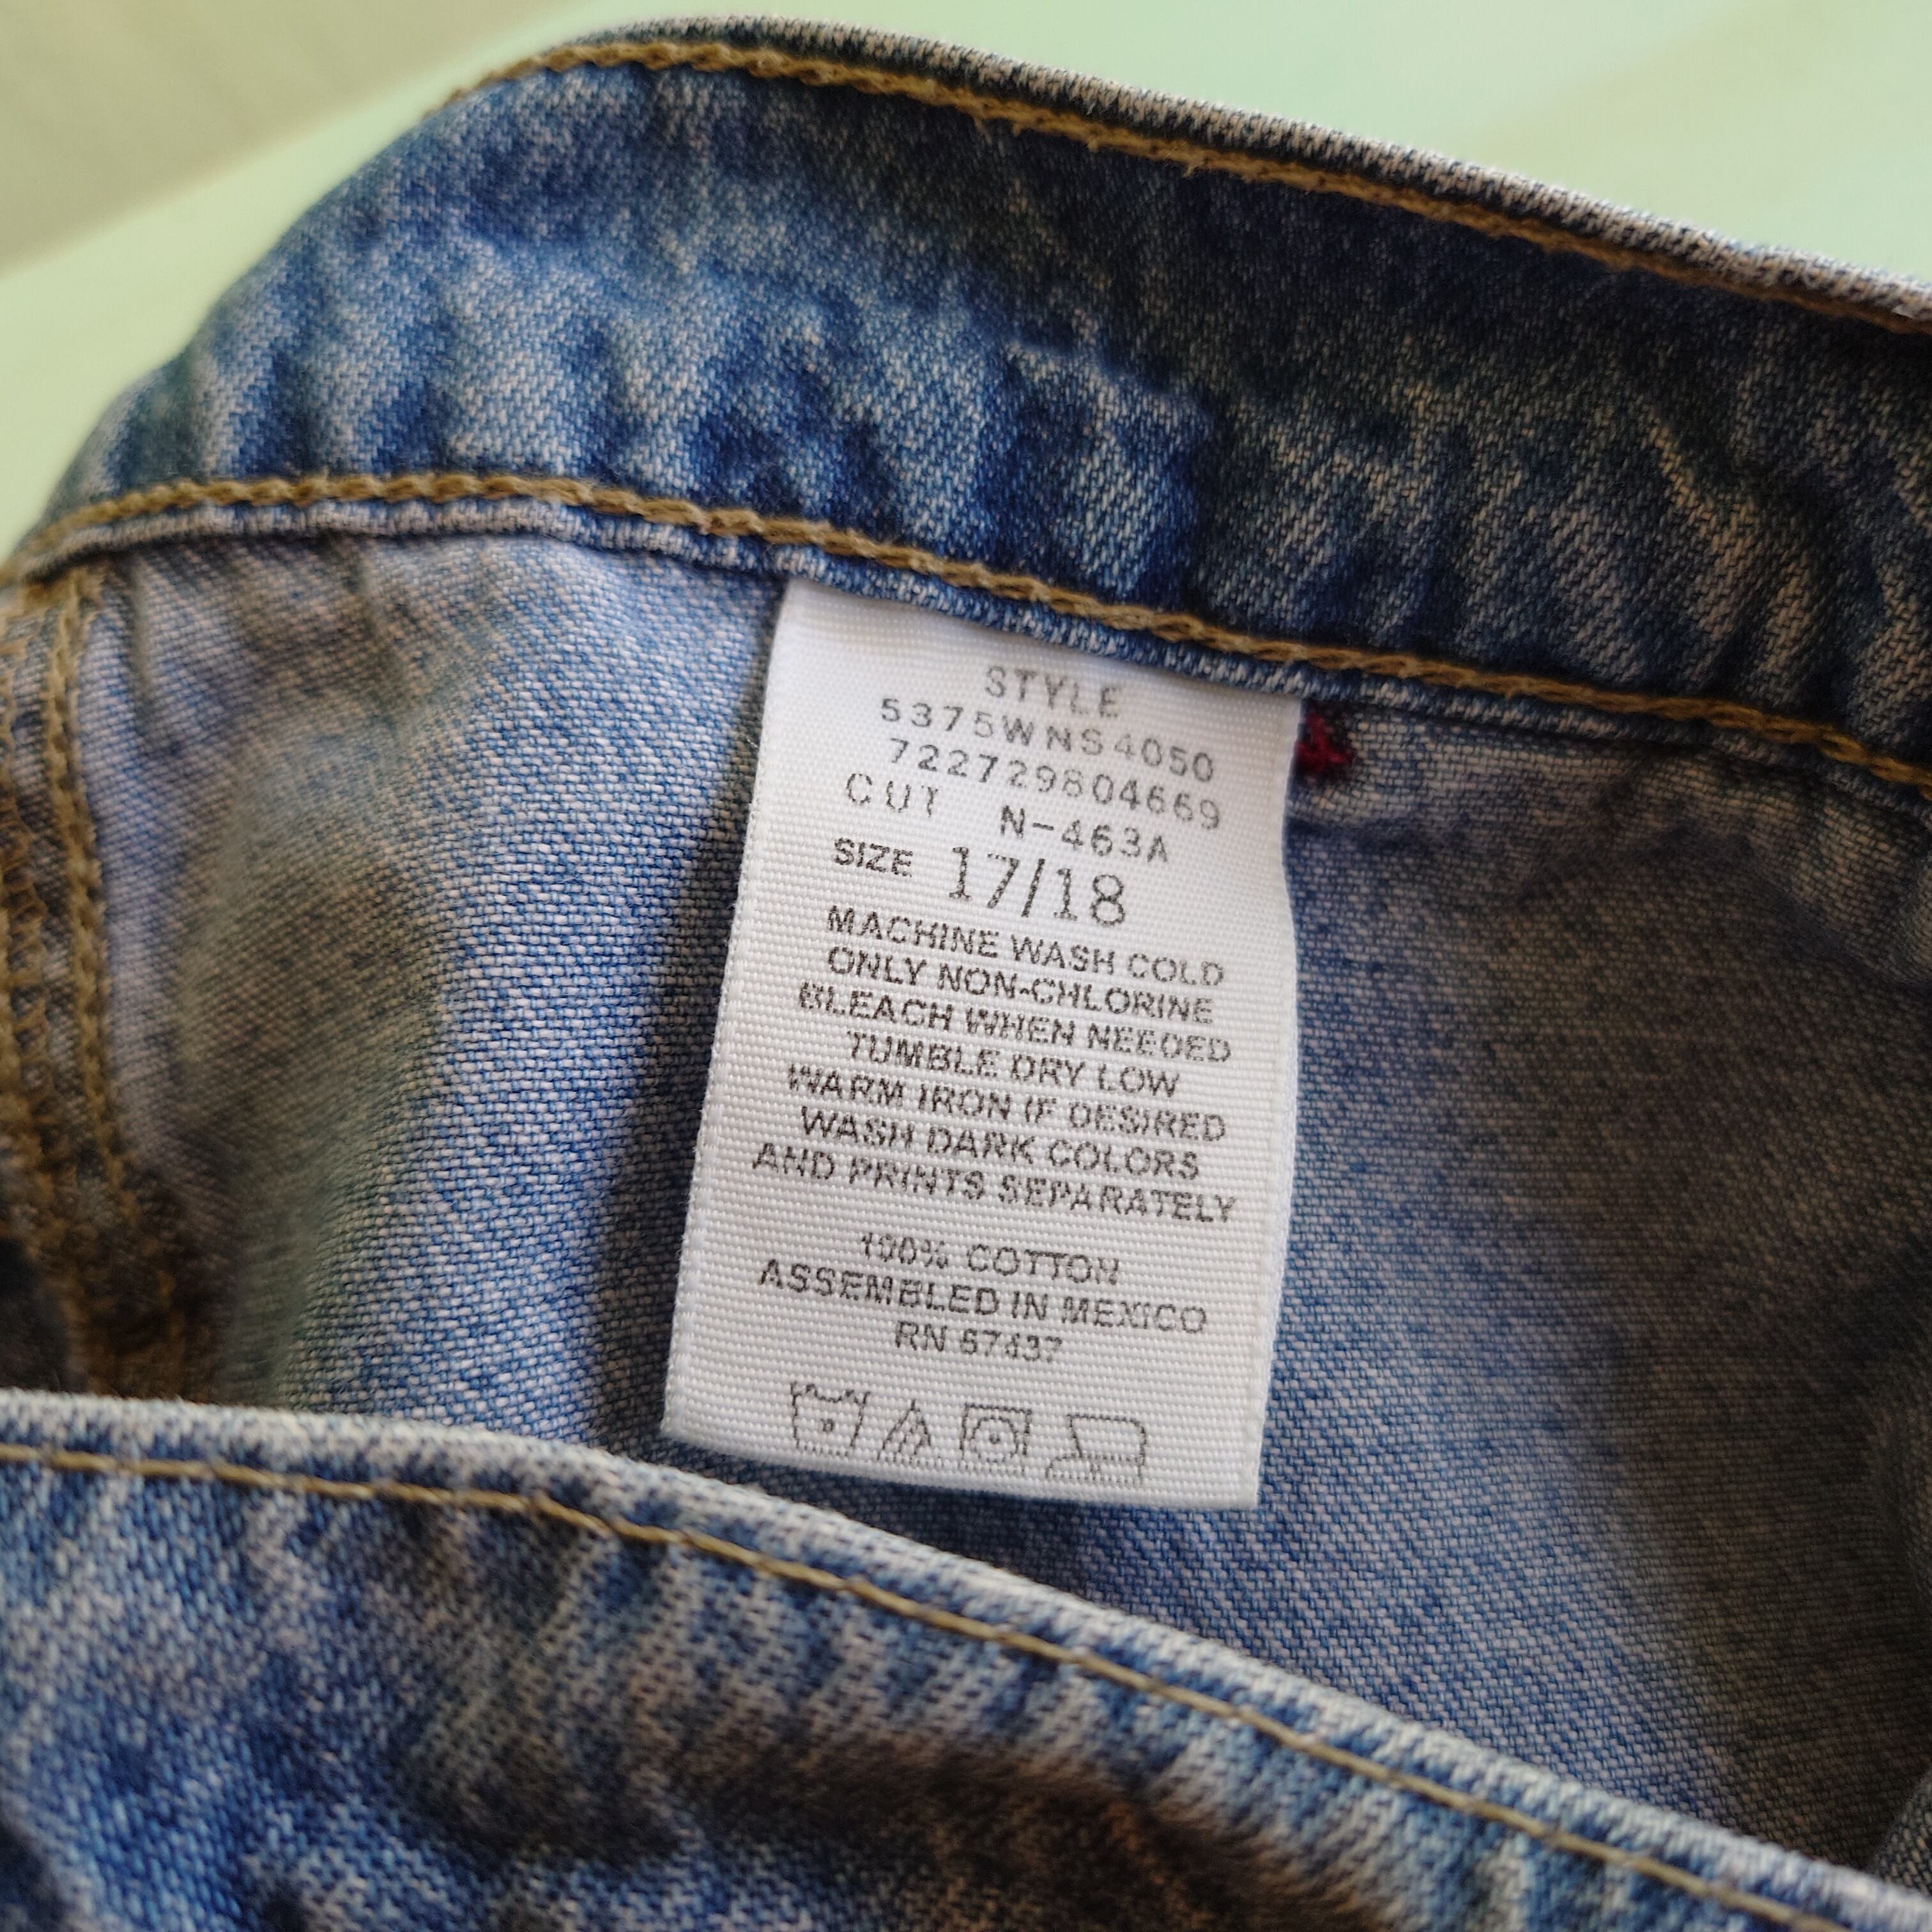 STYLE
5375WNS4050
722729804669
CUT N-463A
SIZE 17/18
MACHINE WASH COLD
ONLY NON-CHLORINE
BLEACH WHEN NEEDED
TUMBLE DRY LOW
WARM IRON IF DESIRED
WASH DARK COLORS
AND PRINTS SEPARATELY
100% COTTON
ASSEMBLED IN MEXICO
RN 67437